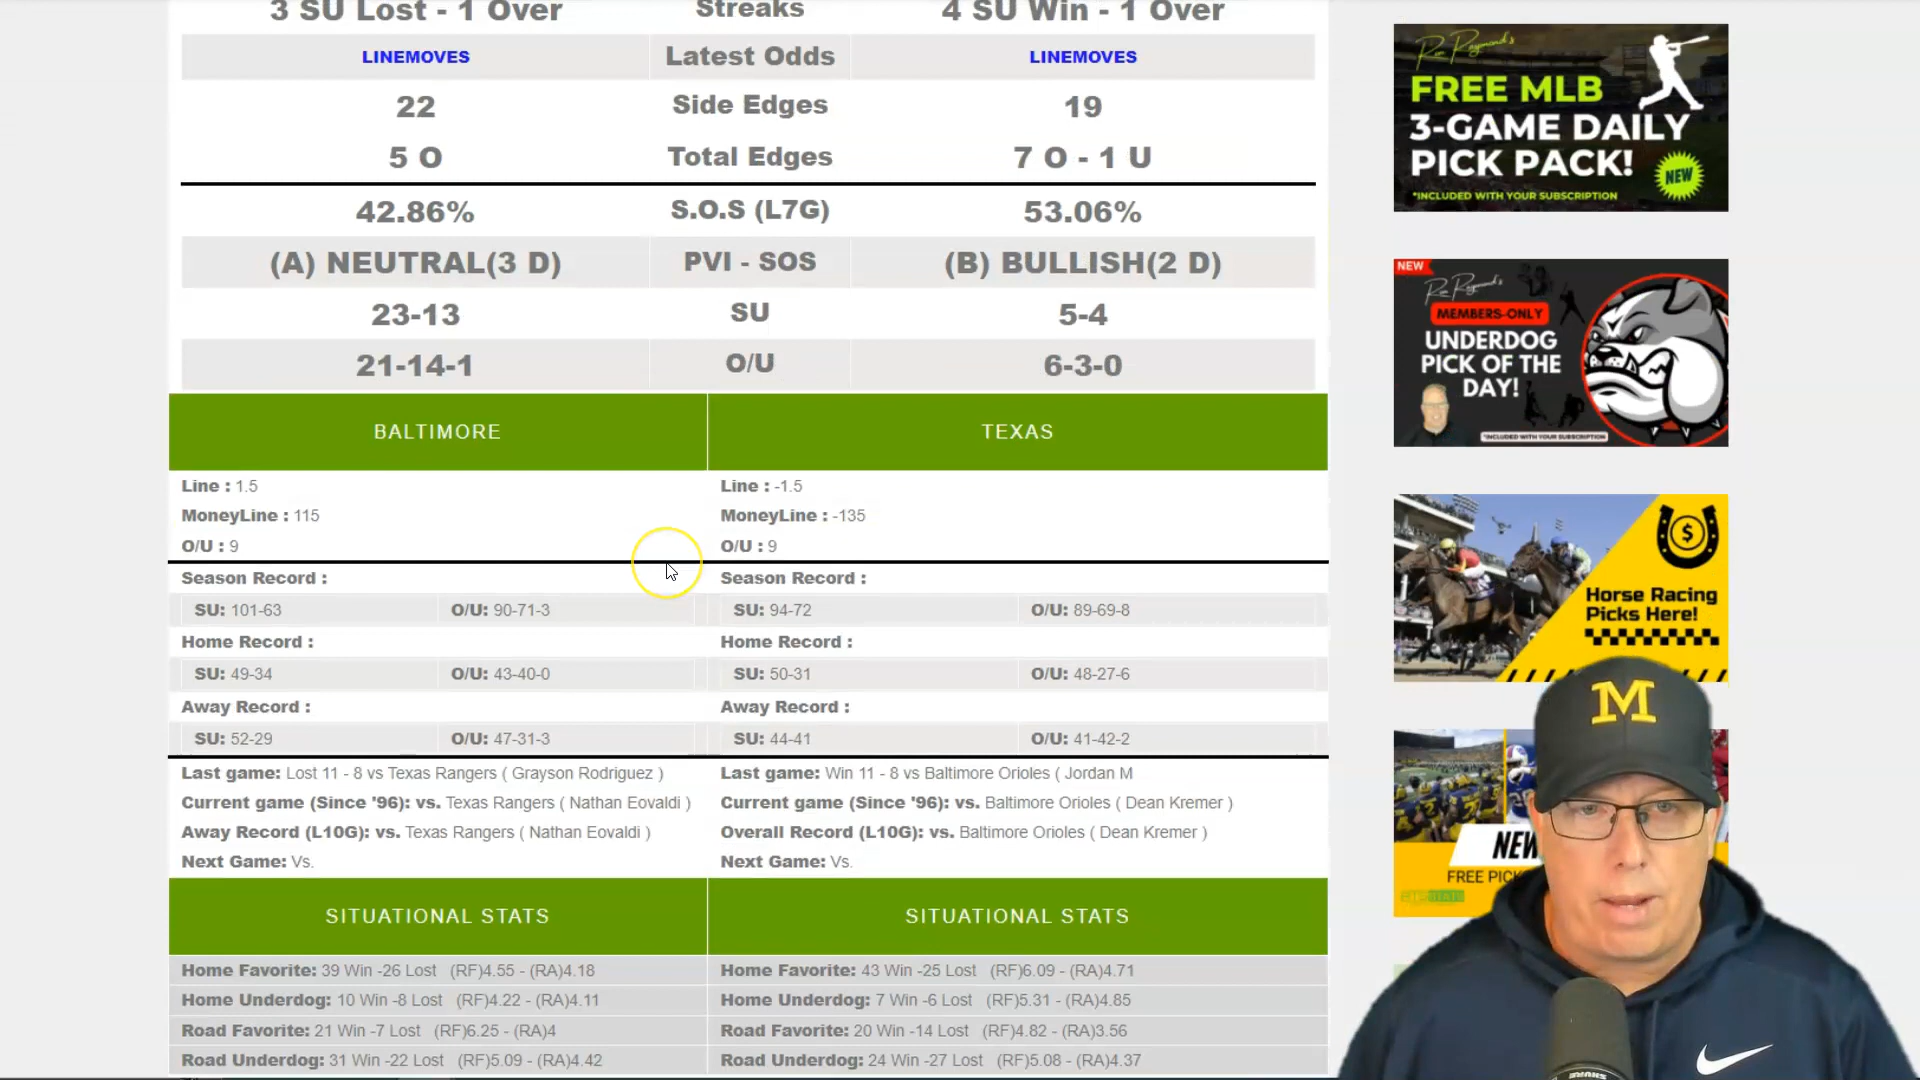 3 SU Lost - 1 Over Streaks 4 SU Win - 1 Over
LINEMOVES Latest Odds LINEMOVES
22 Side Edges 19
5 O Total Edges 7 O - 1 U
42.86% S.O.S (L7G) 53.06%
(A) NEUTRAL(3 D) PVI - SOS (B) BULLISH(2 D)
23-13 SU 5-4
21-14-1 O/U 6-3-0
BALTIMORE TEXAS
Line : 1.5 Line : -1.5
MoneyLine : 115 MoneyLine : -135
O/U : 9 O/U : 9
Season Record : Season Record :
SU: 101-63 O/U: 90-71-3 SU: 94-72 O/U: 89-69-8
Home Record : Home Record :
SU: 49-34 O/U: 43-40-0 SU: 50-31 O/U: 48-27-6
Away Record : Away Record :
SU: 52-29 O/U: 47-31-3 SU: 44-41 O/U: 41-42-2
Last game: Lost 11 - 8 vs Texas Rangers ( Grayson Rodriguez ) Last game: Win 11 - 8 vs Baltimore Orioles ( Jordan M
Current game (Since '96): vs. Texas Rangers ( Nathan Eovaldi ) Current game (Since '96): vs. Baltimore Orioles ( Dean Kremer )
Away Record (L10G): vs. Texas Rangers ( Nathan Eovaldi ) Overall Record (L10G): vs. Baltimore Orioles ( Dean Kremer )
Next Game: Vs. Next Game: Vs.
SITUATIONAL STATS SITUATIONAL STATS
Home Favorite: 39 Win -26 Lost (RF)4.55 - (RA)4.18 Home Favorite: 43 Win -25 Lost (RF)6.09 - (RA)4.71
Home Underdog: 10 Win -8 Lost (RF)4.22 - (RA)4.11 Home Underdog: 7 Win -6 Lost (RF)5.31 - (RA)4.85
Road Favorite: 21 Win -7 Lost (RF)6.25 - (RA)4 Road Favorite: 20 Win -14 Lost (RF)4.82 - (RA)3.56
Road Underdog: 31 Win -22 Lost (RF)5.09 - (RA)4.42 Road Underdog: 24 Win -27 Lost (RF)5.08 - (RA)4.37
Ron Raymond's
FREE MLB
3-GAME DAILY
PICK PACK!
NEW
*INCLUDED WITH YOUR SUBSCRIPTION
NEW
Ron Raymond's
MEMBERS-ONLY
UNDERDOG
PICK OF THE
DAY!
*INCLUDED WITH YOUR SUBSCRIPTION
$
Horse Racing
Picks Here!
M
NEW
FREE PICK